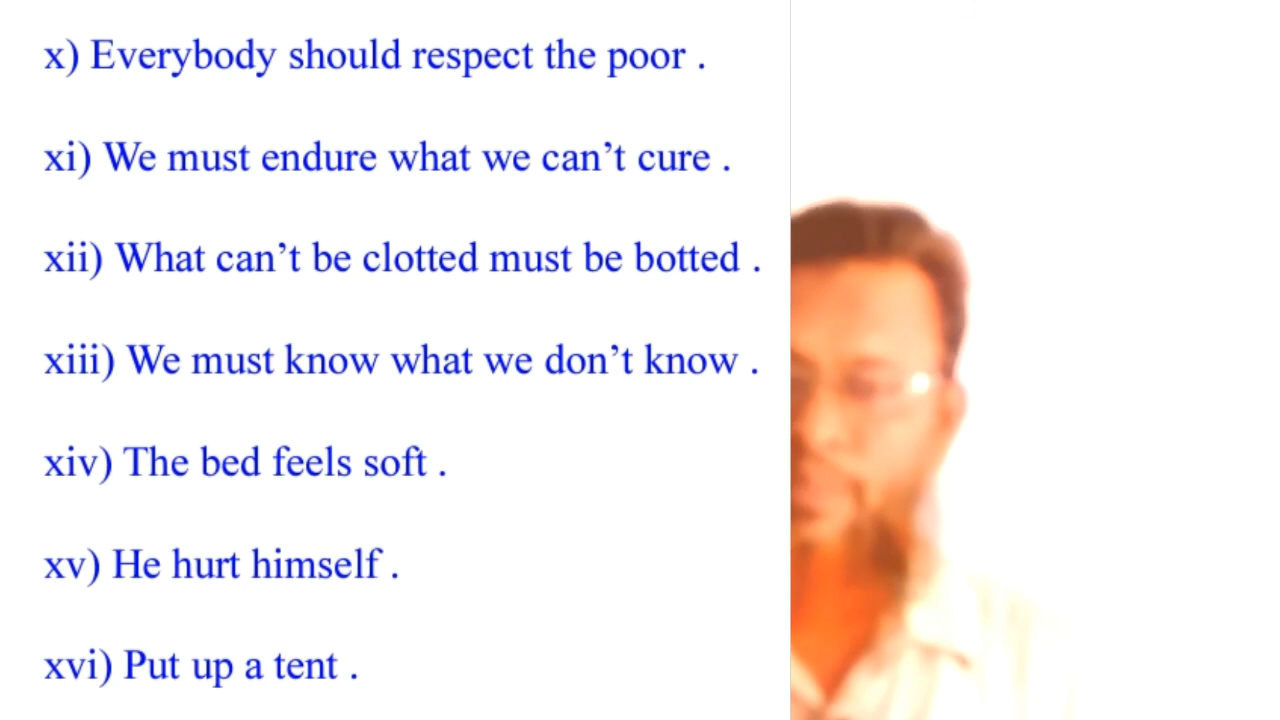 x) Everybody should respect the poor .
xi) We must endure what we can’t cure .
xii) What can’t be clotted must be botted .
xiii) We must know what we don’t know .
xiv) The bed feels soft .
xv) He hurt himself .
xvi) Put up a tent .